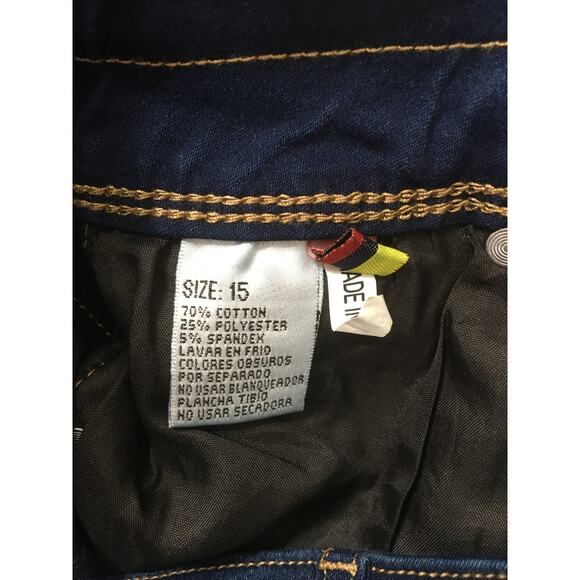 SIZE: 15
70% COTTON
25% POLYESTER
5% SPANDEX
LAVAR EN FRIO
COLORES OBSUROS
POR SEPARADO
NO USAR BLANQUEADOR
PLANCHA TIBIO
NO USAR SECADORA
MADE IN